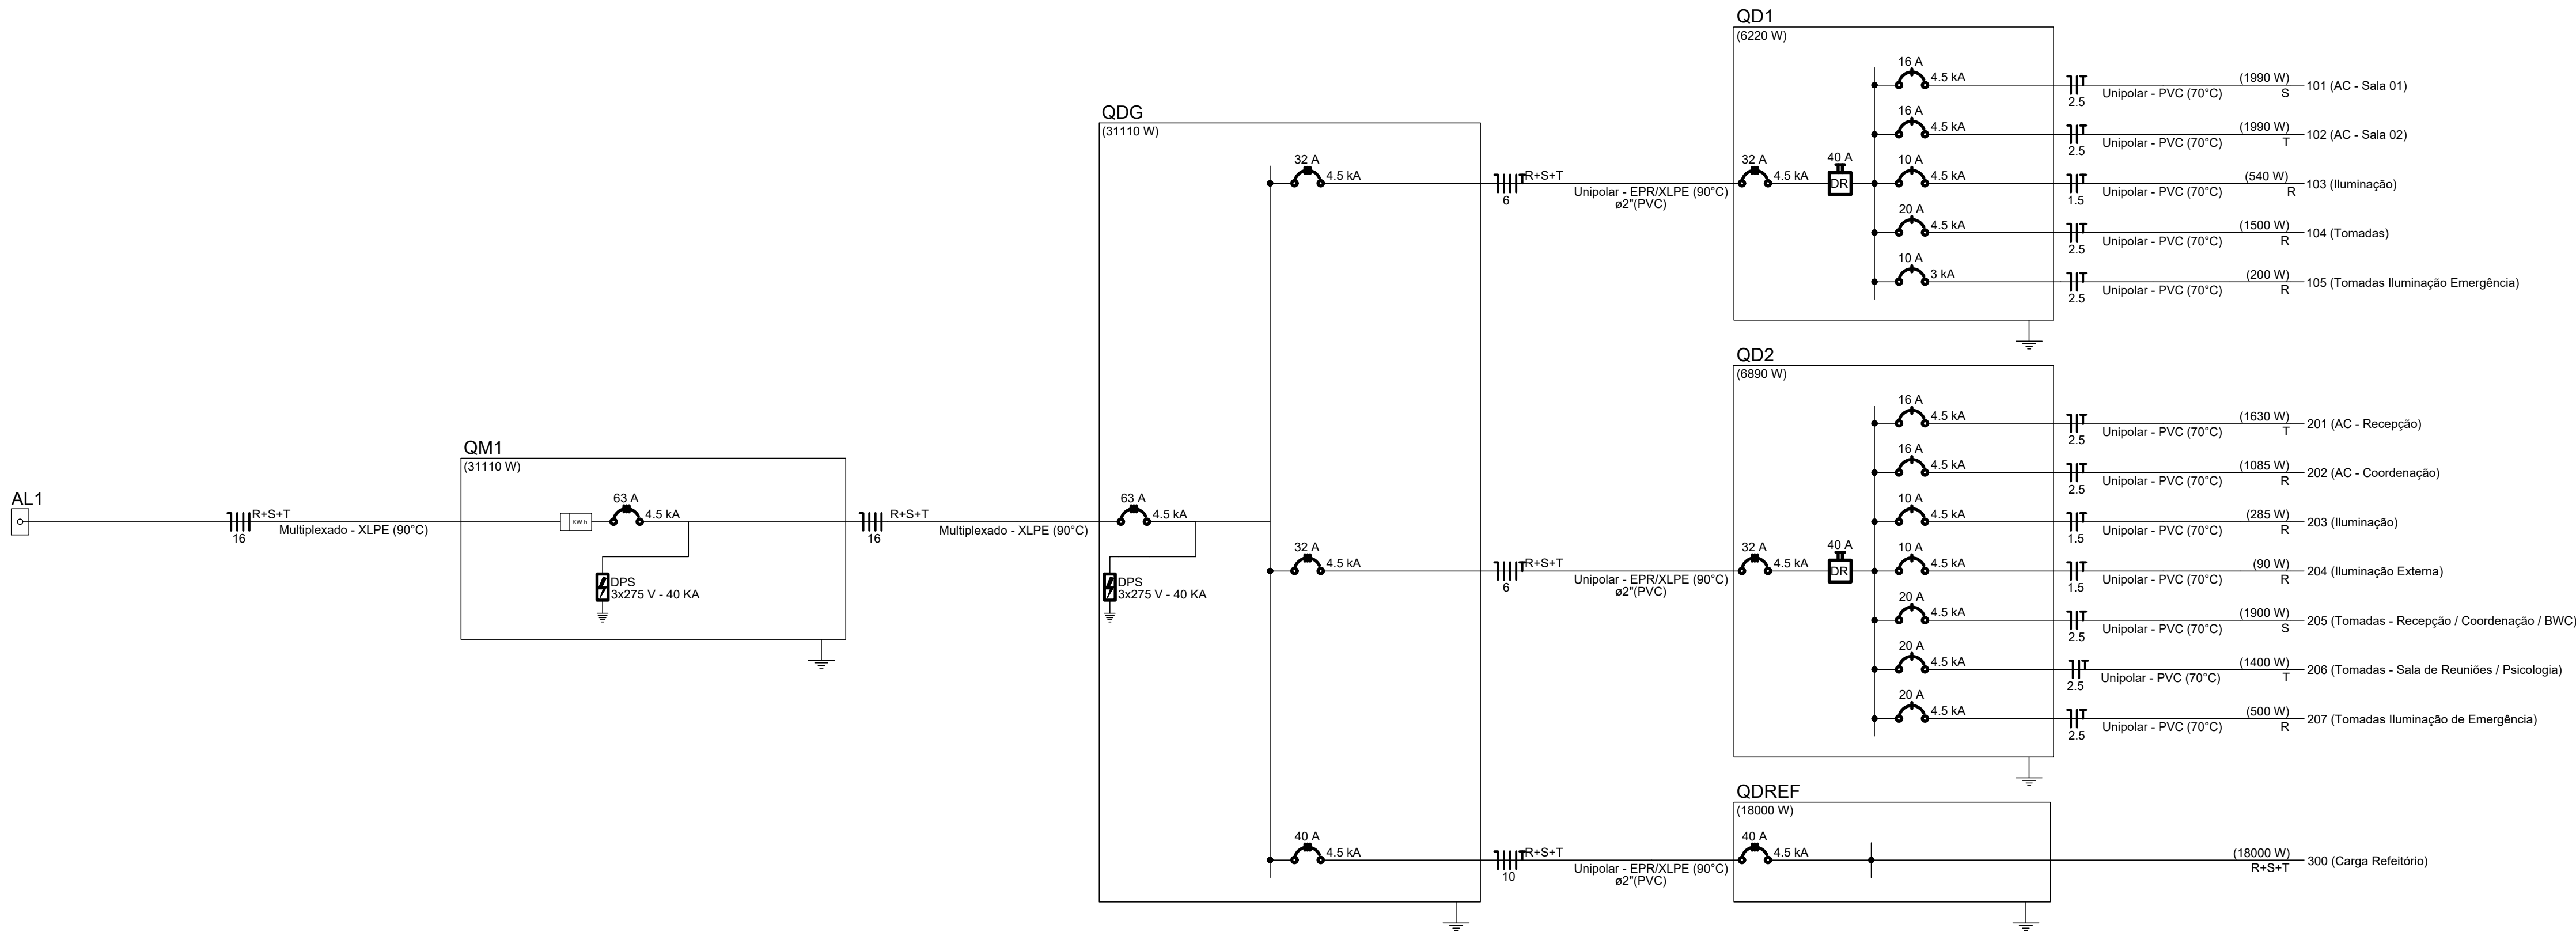 AL1
R+S+T
16
Multiplexado - XLPE (90°C)
QM1
(31110 W)
KW.h
63 A
4.5 kA
DPS
3x275 V - 40 KA
R+S+T
16
Multiplexado - XLPE (90°C)
QDG
(31110 W)
63 A
4.5 kA
DPS
3x275 V - 40 KA
32 A
4.5 kA
R+S+T
6
Unipolar - EPR/XLPE (90°C)
ø2"(PVC)
32 A
4.5 kA
R+S+T
6
Unipolar - EPR/XLPE (90°C)
ø2"(PVC)
40 A
4.5 kA
R+S+T
10
Unipolar - EPR/XLPE (90°C)
ø2"(PVC)
QD1
(6220 W)
32 A
4.5 kA
40 A
DR
16 A
4.5 kA
2.5
Unipolar - PVC (70°C)
(1990 W)
S
101 (AC - Sala 01)
16 A
4.5 kA
2.5
Unipolar - PVC (70°C)
(1990 W)
T
102 (AC - Sala 02)
10 A
4.5 kA
1.5
Unipolar - PVC (70°C)
(540 W)
R
103 (Iluminação)
20 A
4.5 kA
2.5
Unipolar - PVC (70°C)
(1500 W)
R
104 (Tomadas)
10 A
3 kA
2.5
Unipolar - PVC (70°C)
(200 W)
R
105 (Tomadas Iluminação Emergência)
QD2
(6890 W)
32 A
4.5 kA
40 A
DR
16 A
4.5 kA
2.5
Unipolar - PVC (70°C)
(1630 W)
T
201 (AC - Recepção)
16 A
4.5 kA
2.5
Unipolar - PVC (70°C)
(1085 W)
R
202 (AC - Coordenação)
10 A
4.5 kA
1.5
Unipolar - PVC (70°C)
(285 W)
R
203 (Iluminação)
10 A
4.5 kA
1.5
Unipolar - PVC (70°C)
(90 W)
R
204 (Iluminação Externa)
20 A
4.5 kA
2.5
Unipolar - PVC (70°C)
(1900 W)
S
205 (Tomadas - Recepção / Coordenação / BWC)
20 A
4.5 kA
2.5
Unipolar - PVC (70°C)
(1400 W)
T
206 (Tomadas - Sala de Reuniões / Psicologia)
20 A
4.5 kA
2.5
Unipolar - PVC (70°C)
(500 W)
R
207 (Tomadas Iluminação de Emergência)
QDREF
(18000 W)
40 A
4.5 kA
(18000 W)
R+S+T
300 (Carga Refeitório)